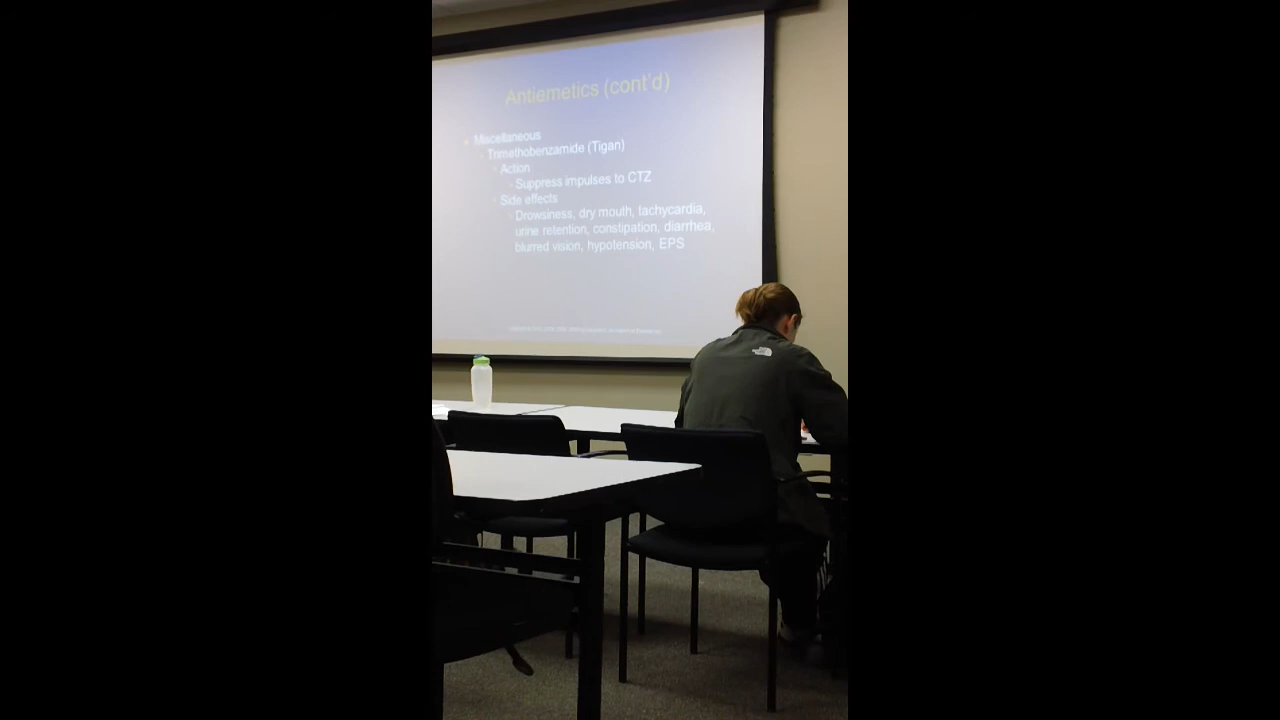 Antiemetics (cont'd)
Miscellaneous
Trimethobenzamide (Tigan)
Action
Suppress impulses to CTZ
Side effects
Drowsiness, dry mouth, tachycardia,
urine retention, constipation, diarrhea,
blurred vision, hypotension, EPS